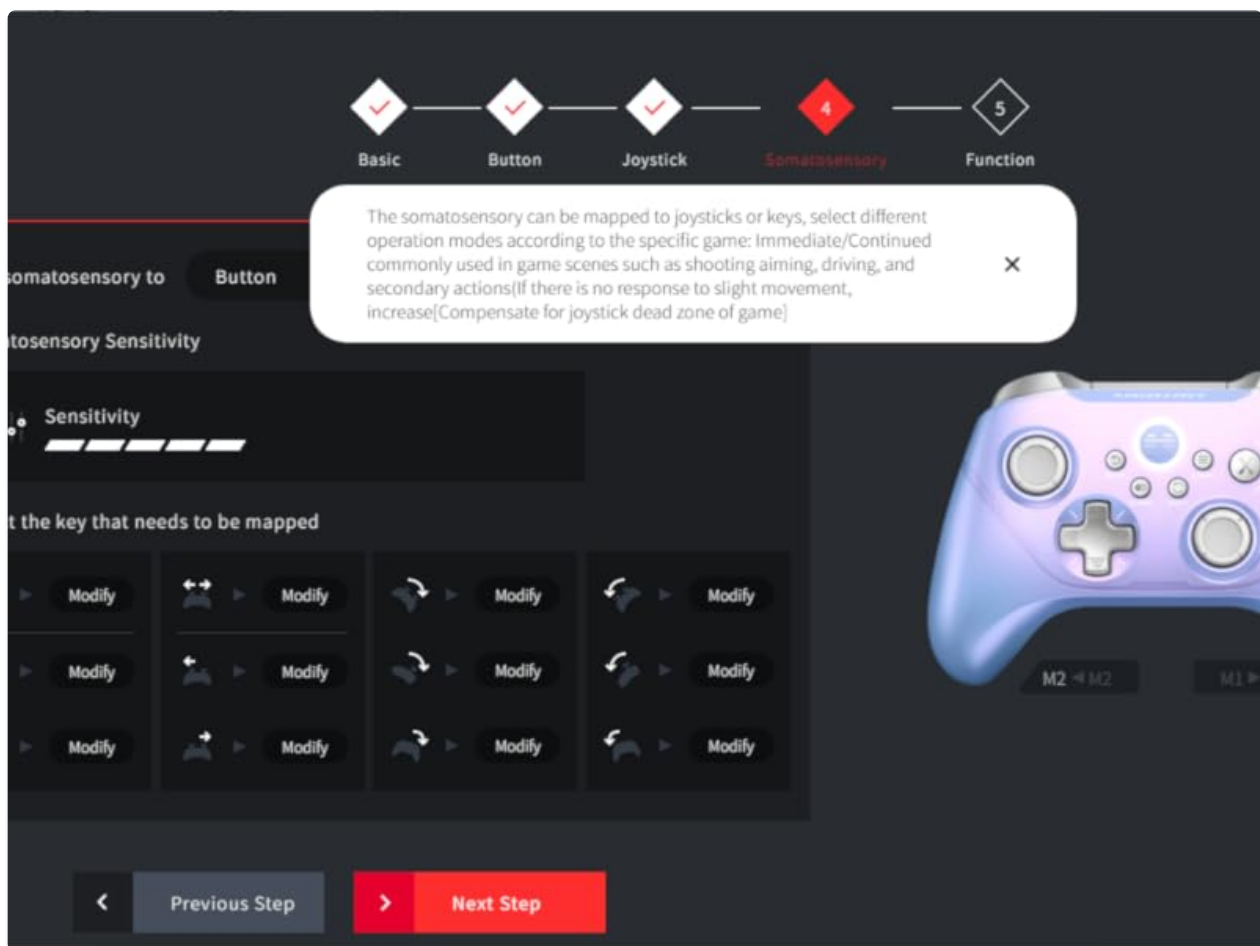 4
5
Basic
Button
Joystick
Somatosensory
Function
The somatosensory can be mapped to joysticks or keys, select different
operation modes according to the specific game: Immediate/Continued
commonly used in game scenes such as shooting aiming, driving, and
secondary actions(If there is no response to slight movement,
increase[Compensate for joystick dead zone of game]
somatosensory to
Button
tosensory Sensitivity
Sensitivity
t the key that needs to be mapped
Modify
Modify
Modify
Modify
Modify
Modify
Modify
Modify
Modify
Modify
Modify
Modify
M2 M2
M1
Previous Step
Next Step